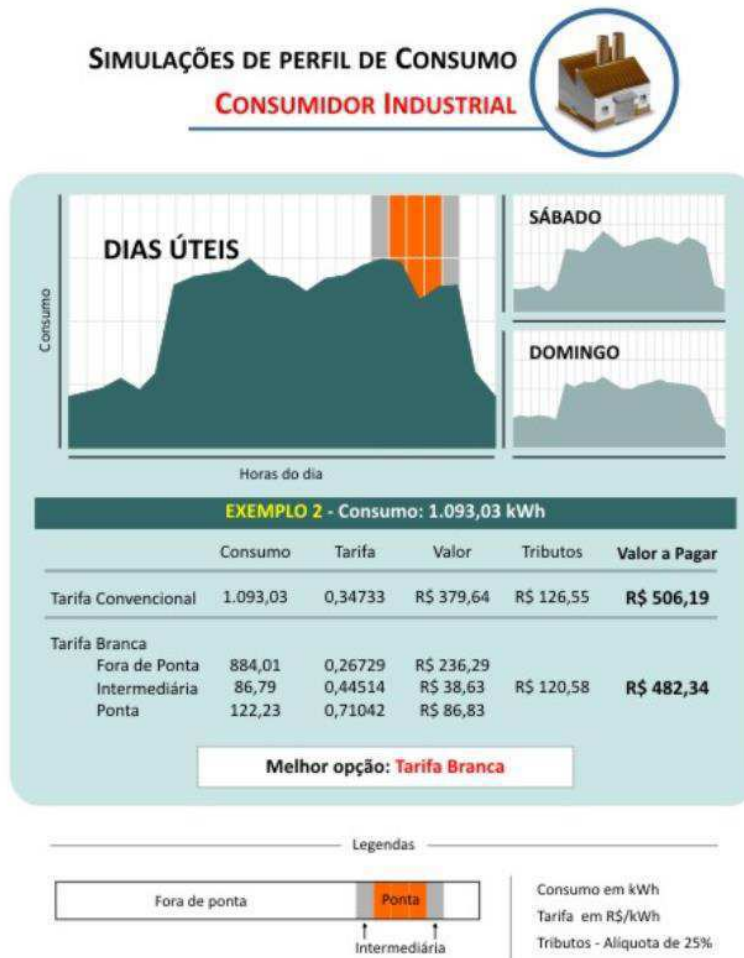 SIMULAÇÕES DE PERFIL DE CONSUMO
CONSUMIDOR INDUSTRIAL
DIAS ÚTEIS
Consumo
Horas do dia
SÁBADO
DOMINGO
EXEMPLO 2 - Consumo: 1.093,03 kWh
Consumo Tarifa Valor Tributos Valor a Pagar
Tarifa Convencional 1.093,03 0,34733 R$ 379,64 R$ 126,55 R$ 506,19
Tarifa Branca
Fora de Ponta 884,01 0,26729 R$ 236,29
Intermediária 86,79 0,44514 R$ 38,63 R$ 120,58 R$ 482,34
Ponta 122,23 0,71042 R$ 86,83
Melhor opção: Tarifa Branca
Legendas
Fora de ponta Ponta
Intermediária
Consumo em kWh
Tarifa em R$/kWh
Tributos - Alíquota de 25%